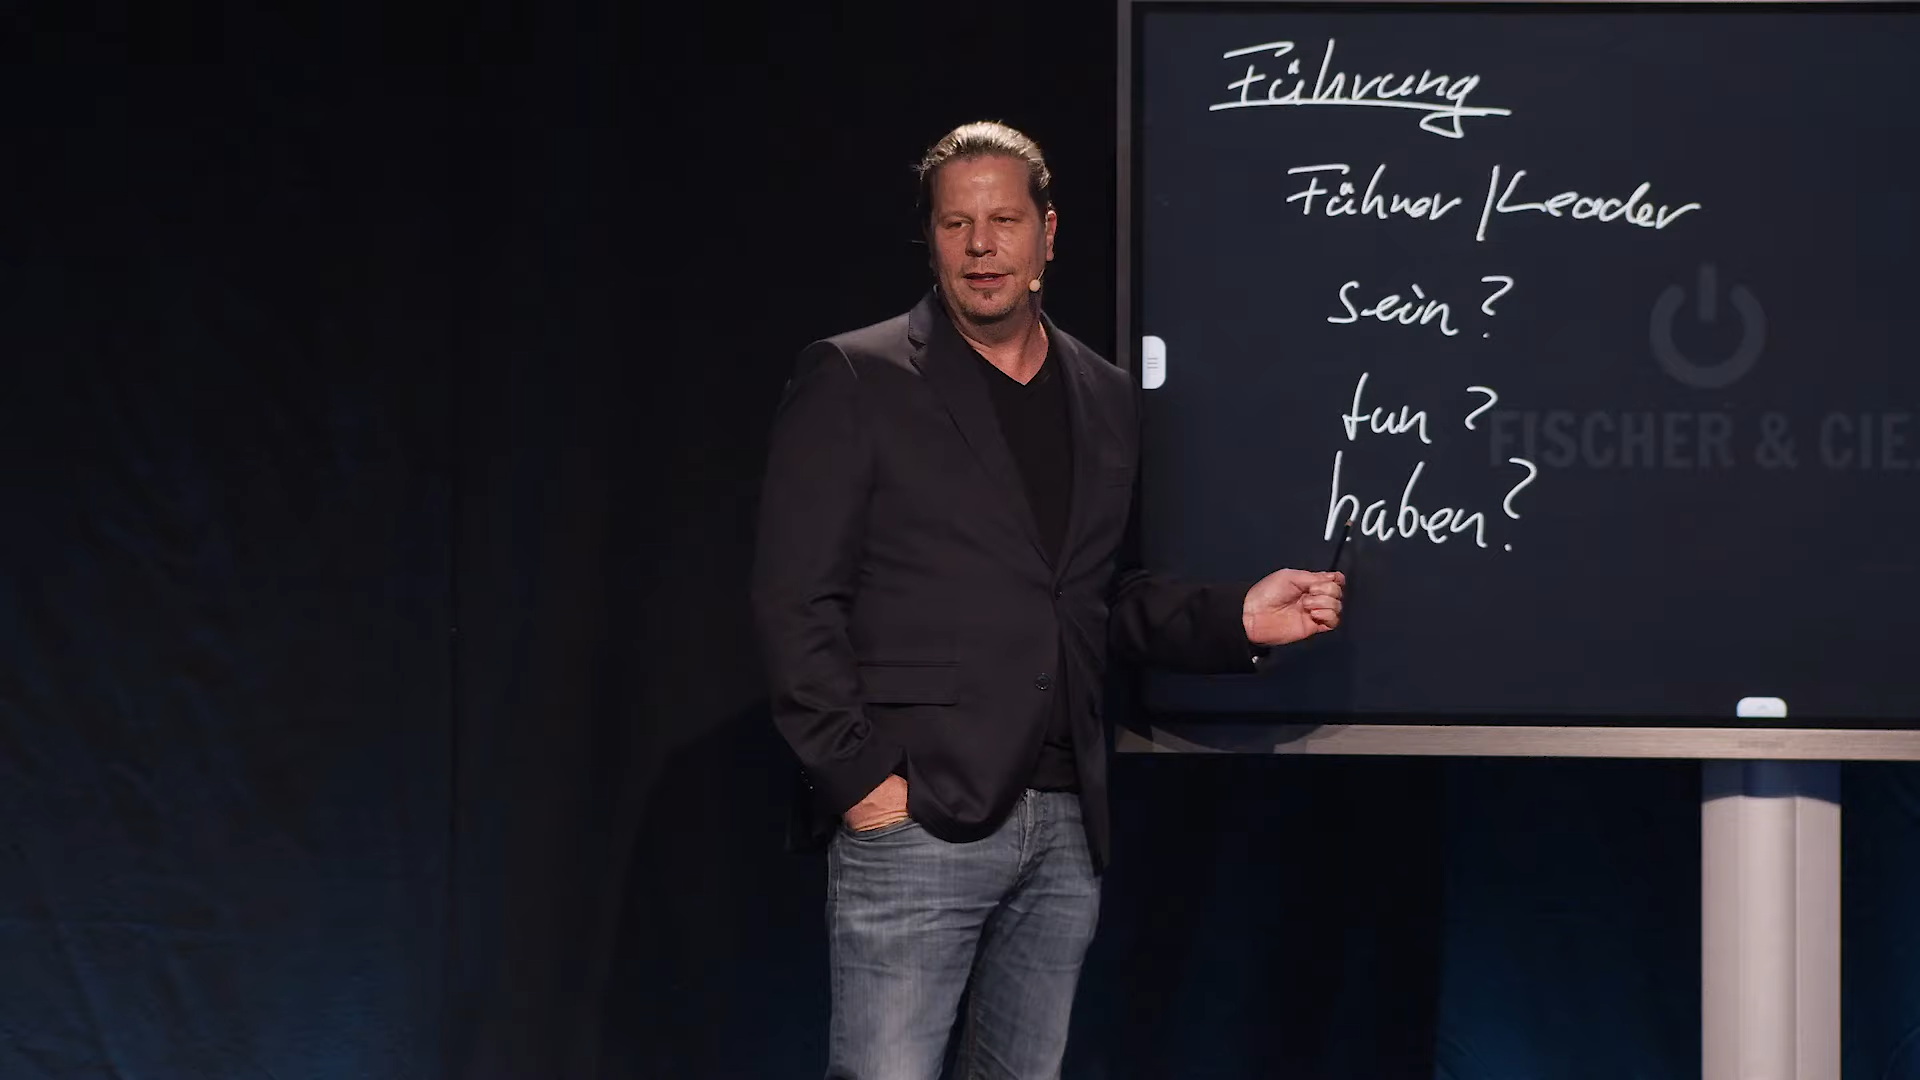 Führung
Führer / Leader
sein?
tun?
FISCHER & CIE.
haben?